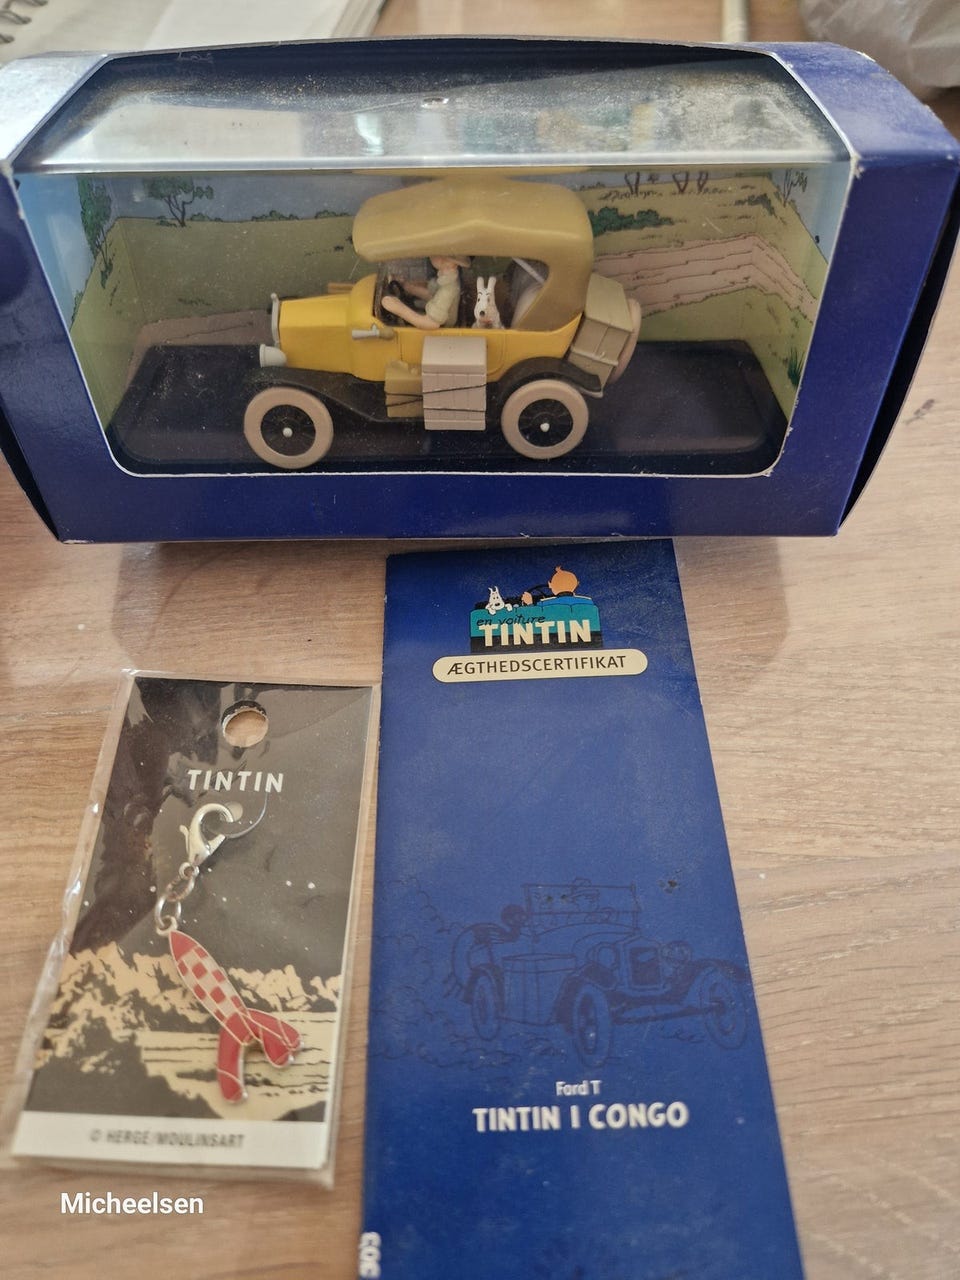 en voiture
TINTIN
ÆGTHEDSCERTIFIKAT
TINTIN
© HERGÉ/MOULINSART
Ford T
TINTIN I CONGO
Micheelsen